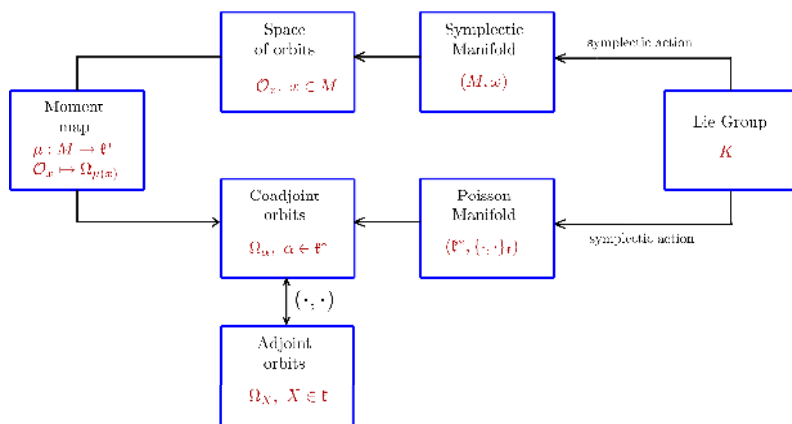 Space
of orbits
𝒪ₓ, x ∈ M
Symplectic
Manifold
(M, ω)
symplectic action
Moment
map
μ : M → 𝔨*
𝒪ₓ ↦ Ω_{μ(x)}
Lie Group
K
Coadjoint
orbits
Ω_α, α ∈ 𝔨*
Poisson
Manifold
(𝔨*, {·, ·}_𝔨)
symplectic action
(·, ·)
Adjoint
orbits
Ω_X, X ∈ 𝔨